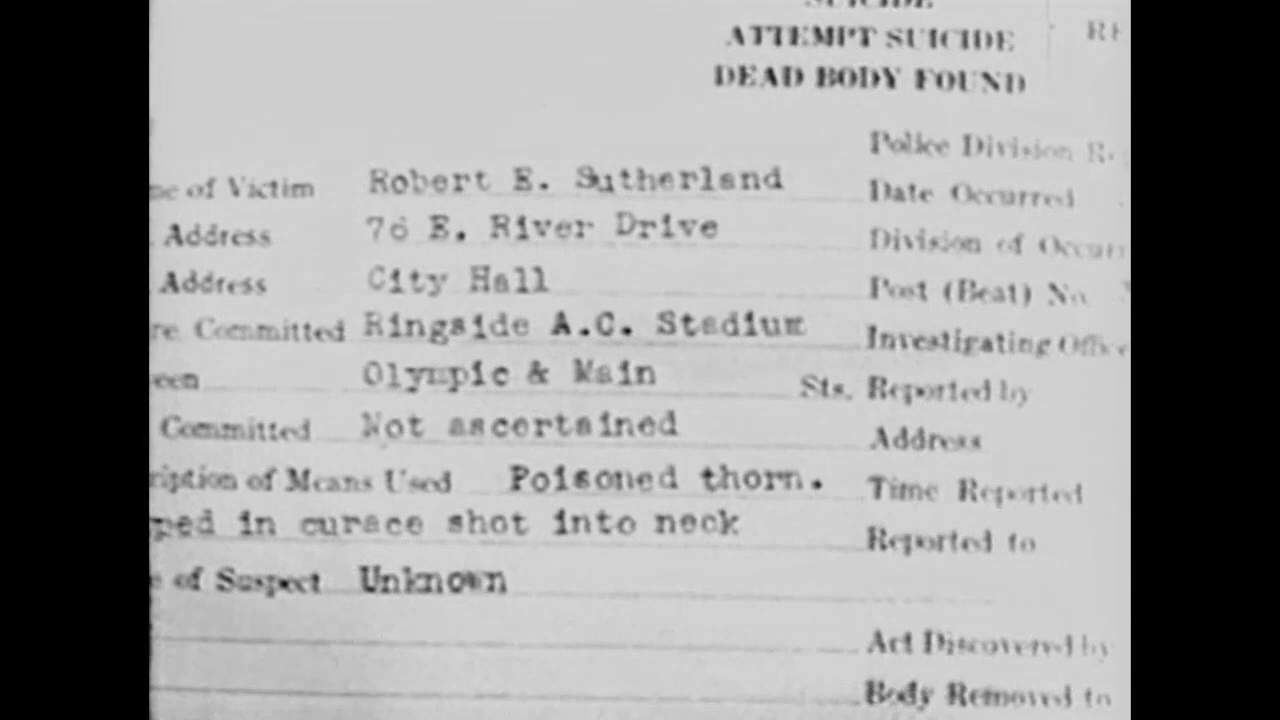 SUICIDE
ATTEMPT SUICIDE
DEAD BODY FOUND
Police Division
of Victim Robert E. Sutherland Date Occurred
Address 76 E. River Drive Division of
Address City Hall Post (Beat) No.
Committed Ringside A.C. Stadium Investigating
Olympic & Main Sts. Reported by
Committed Not ascertained Address
of Means Used Poisoned thorn. Time Reported
ped in curace shot into neck Reported to
of Suspect Unknown
Act Discovered by
Body Removed to